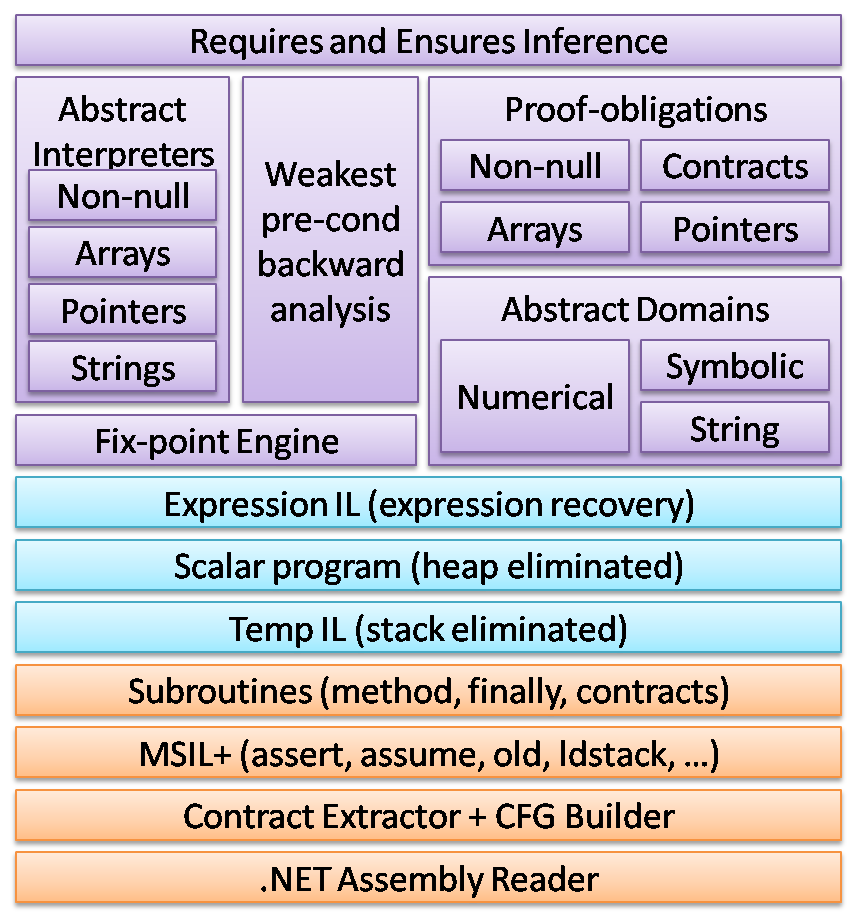 Requires and Ensures Inference
Abstract
Interpreters
Non-null
Arrays
Pointers
Strings
Weakest
pre-cond
backward
analysis
Proof-obligations
Non-null
Contracts
Arrays
Pointers
Abstract Domains
Numerical
Symbolic
String
Fix-point Engine
Expression IL (expression recovery)
Scalar program (heap eliminated)
Temp IL (stack eliminated)
Subroutines (method, finally, contracts)
MSIL+ (assert, assume, old, ldstack, …)
Contract Extractor + CFG Builder
.NET Assembly Reader